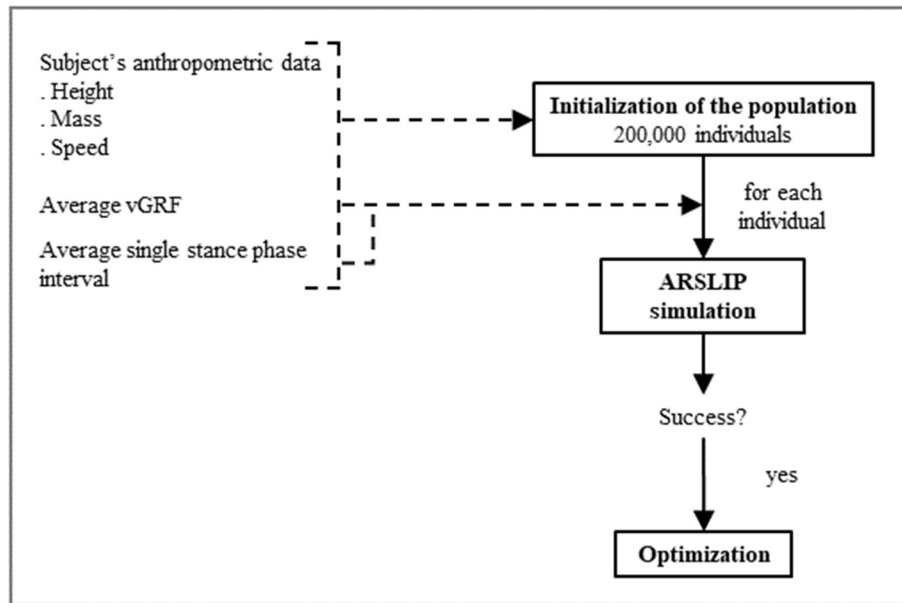 Subject's anthropometric data
. Height
. Mass
. Speed
Average vGRF
Average single stance phase
interval
Initialization of the population
200,000 individuals
for each
individual
ARSLIP
simulation
Success?
yes
Optimization